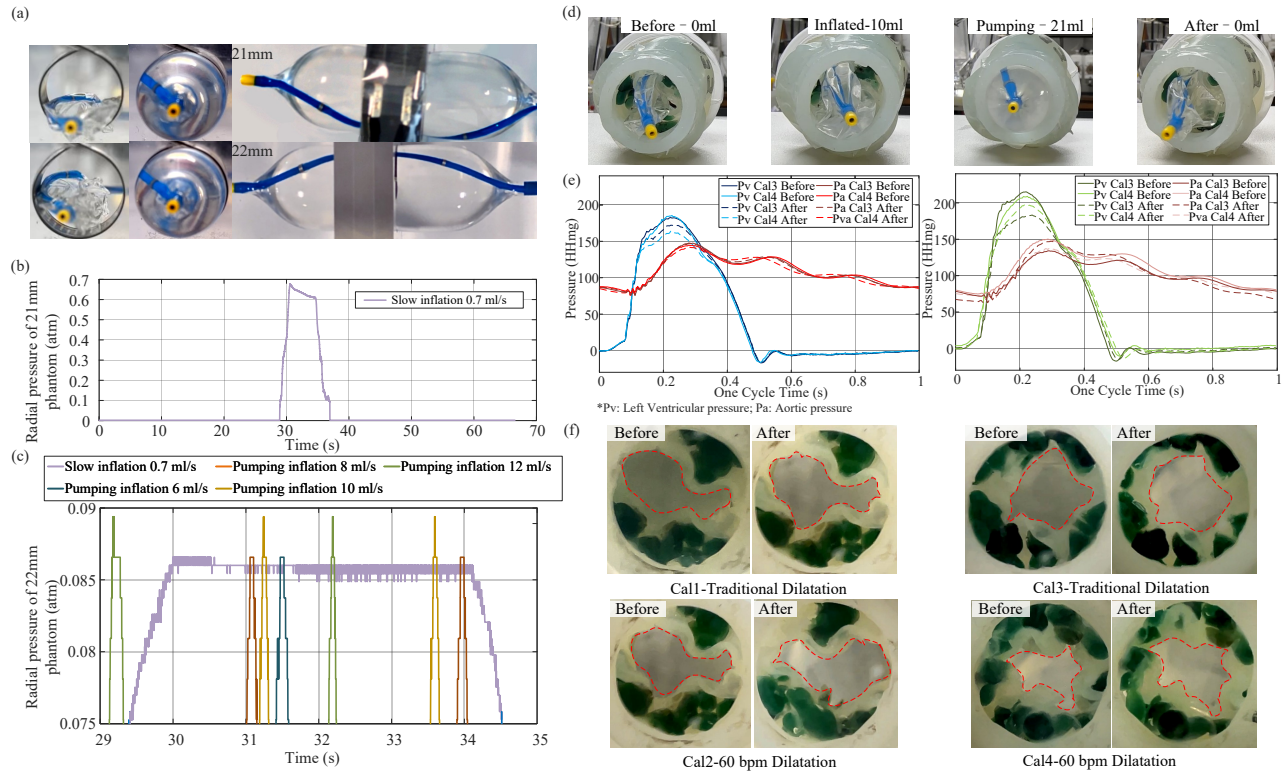 (a)
21mm
22mm
(b)
Radial pressure of 21mm
phantom (atm)
0.7
0.6
0.5
0.4
0.3
0.2
0.1
0
Slow inflation 0.7 ml/s
0 10 20 30 40 50 60 70
Time (s)
(c)
Slow inflation 0.7 ml/s Pumping inflation 8 ml/s Pumping inflation 12 ml/s
Pumping inflation 6 ml/s Pumping inflation 10 ml/s
Radial pressure of 22mm
phantom (atm)
0.09
0.085
0.08
0.075
29 30 31 32 33 34 35
Time (s)
(d)
Before - 0ml Inflated-10ml Pumping - 21ml After - 0ml
(e)
Pressure (HHmg)
200
150
100
50
0
Pv Cal3 Before Pa Cal3 Before
Pv Cal4 Before Pa Cal4 Before
Pv Cal3 After Pa Cal3 After
Pv Cal4 After Pva Cal4 After
0 0.2 0.4 0.6 0.8 1
One Cycle Time (s)
*Pv: Left Ventricular pressure; Pa: Aortic pressure
Pressure (HHmg)
200
150
100
50
0
Pv Cal3 Before Pa Cal3 Before
Pv Cal4 Before Pa Cal4 Before
Pv Cal3 After Pa Cal3 After
Pv Cal4 After Pva Cal4 After
0 0.2 0.4 0.6 0.8 1
One Cycle Time (s)
(f)
Before After
Cal1-Traditional Dilatation
Before After
Cal3-Traditional Dilatation
Before After
Cal2-60 bpm Dilatation
Before After
Cal4-60 bpm Dilatation